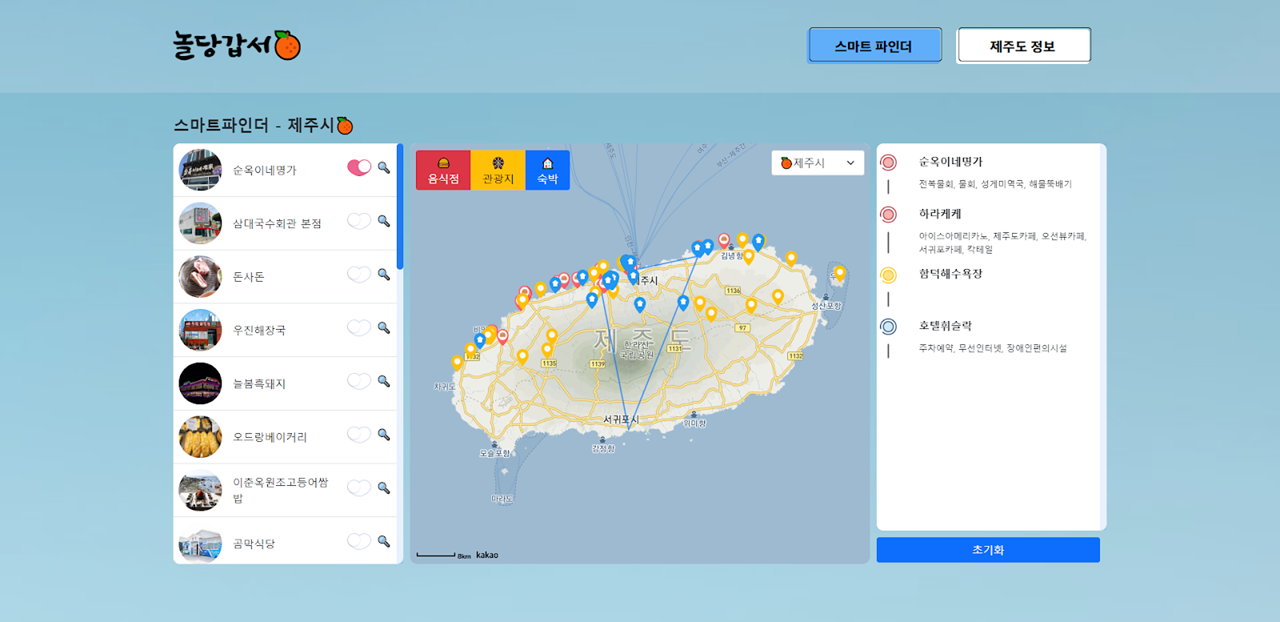 놀당갑서
스마트 파인더
제주도 정보
스마트파인더 - 제주시
순옥이네명가
삼대국수회관 본점
돈사돈
우진해장국
늘봄흑돼지
오드랑베이커리
이춘옥원조고등어쌈
밥
곰막식당
음식점
관광지
숙박
제주시
김녕항
제주시
1136
성산포항
97
제주도
한라산
국립공원
1131
1132
1135
1139
1132
차귀도
서귀포시
위미항
강정항
모슬포항
마라도
8km
kakao
순옥이네명가
전복물회, 물회, 성게미역국, 해물뚝배기
하라케케
아이스아메리카노, 제주도카페, 오션뷰카페,
서귀포카페, 칵테일
함덕해수욕장
호텔휘슬락
주차예약, 무선인터넷, 장애인편의시설
초기화